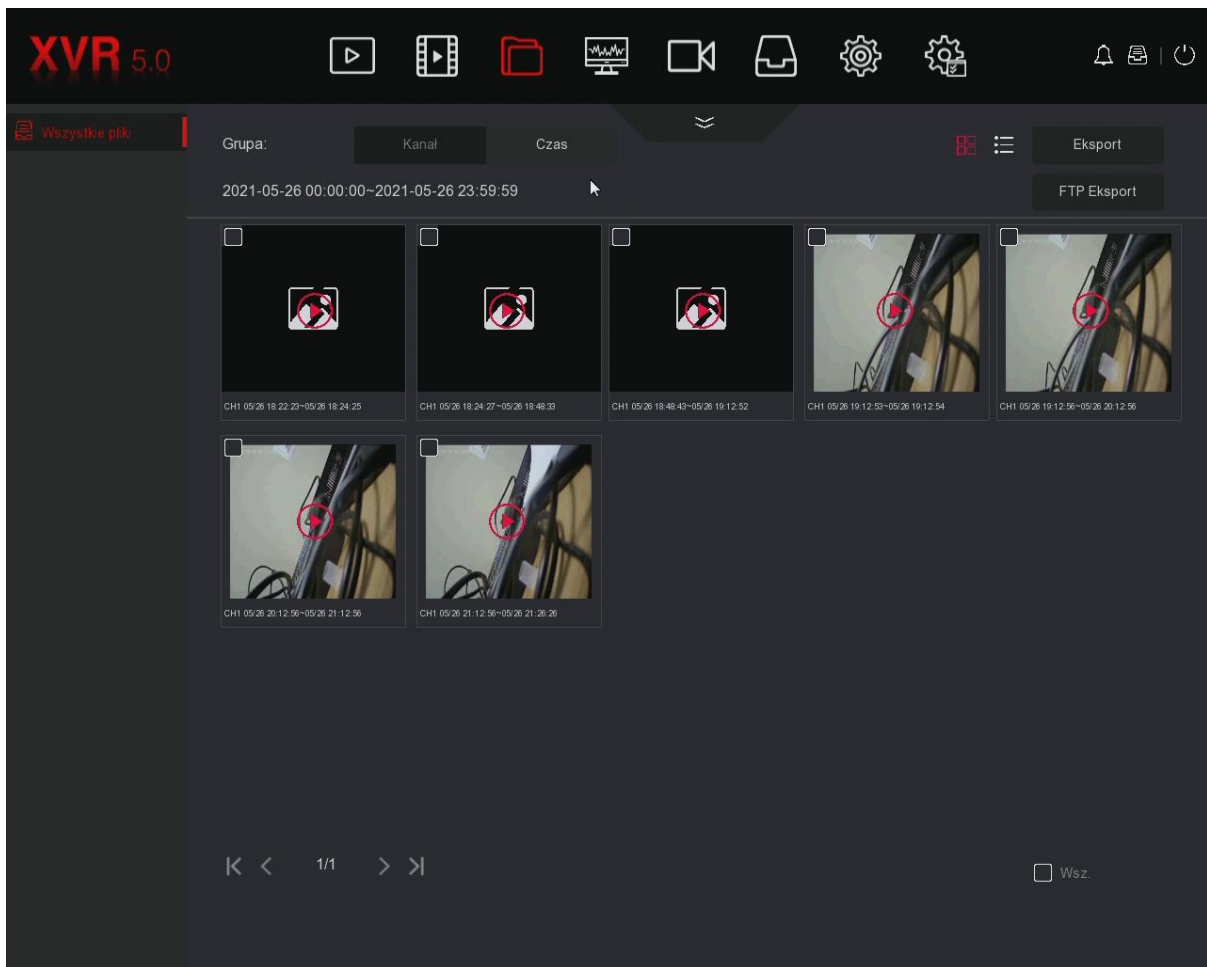 XVR 5.0
Wszystkie pliki
Grupa:
Kanał
Czas
Eksport
2021-05-26 00:00:00~2021-05-26 23:59:59
FTP Eksport
CH1 05/26 18:22:23~05/26 18:24:25
CH1 05/26 18:24:27~05/26 18:48:33
CH1 05/26 18:48:43~05/26 19:12:52
CH1 05/26 19:12:53~05/26 19:12:54
CH1 05/26 19:12:56~05/26 20:12:56
CH1 05/26 20:12:56~05/26 21:12:56
CH1 05/26 21:12:56~05/26 21:26:26
1/1
Wsz.